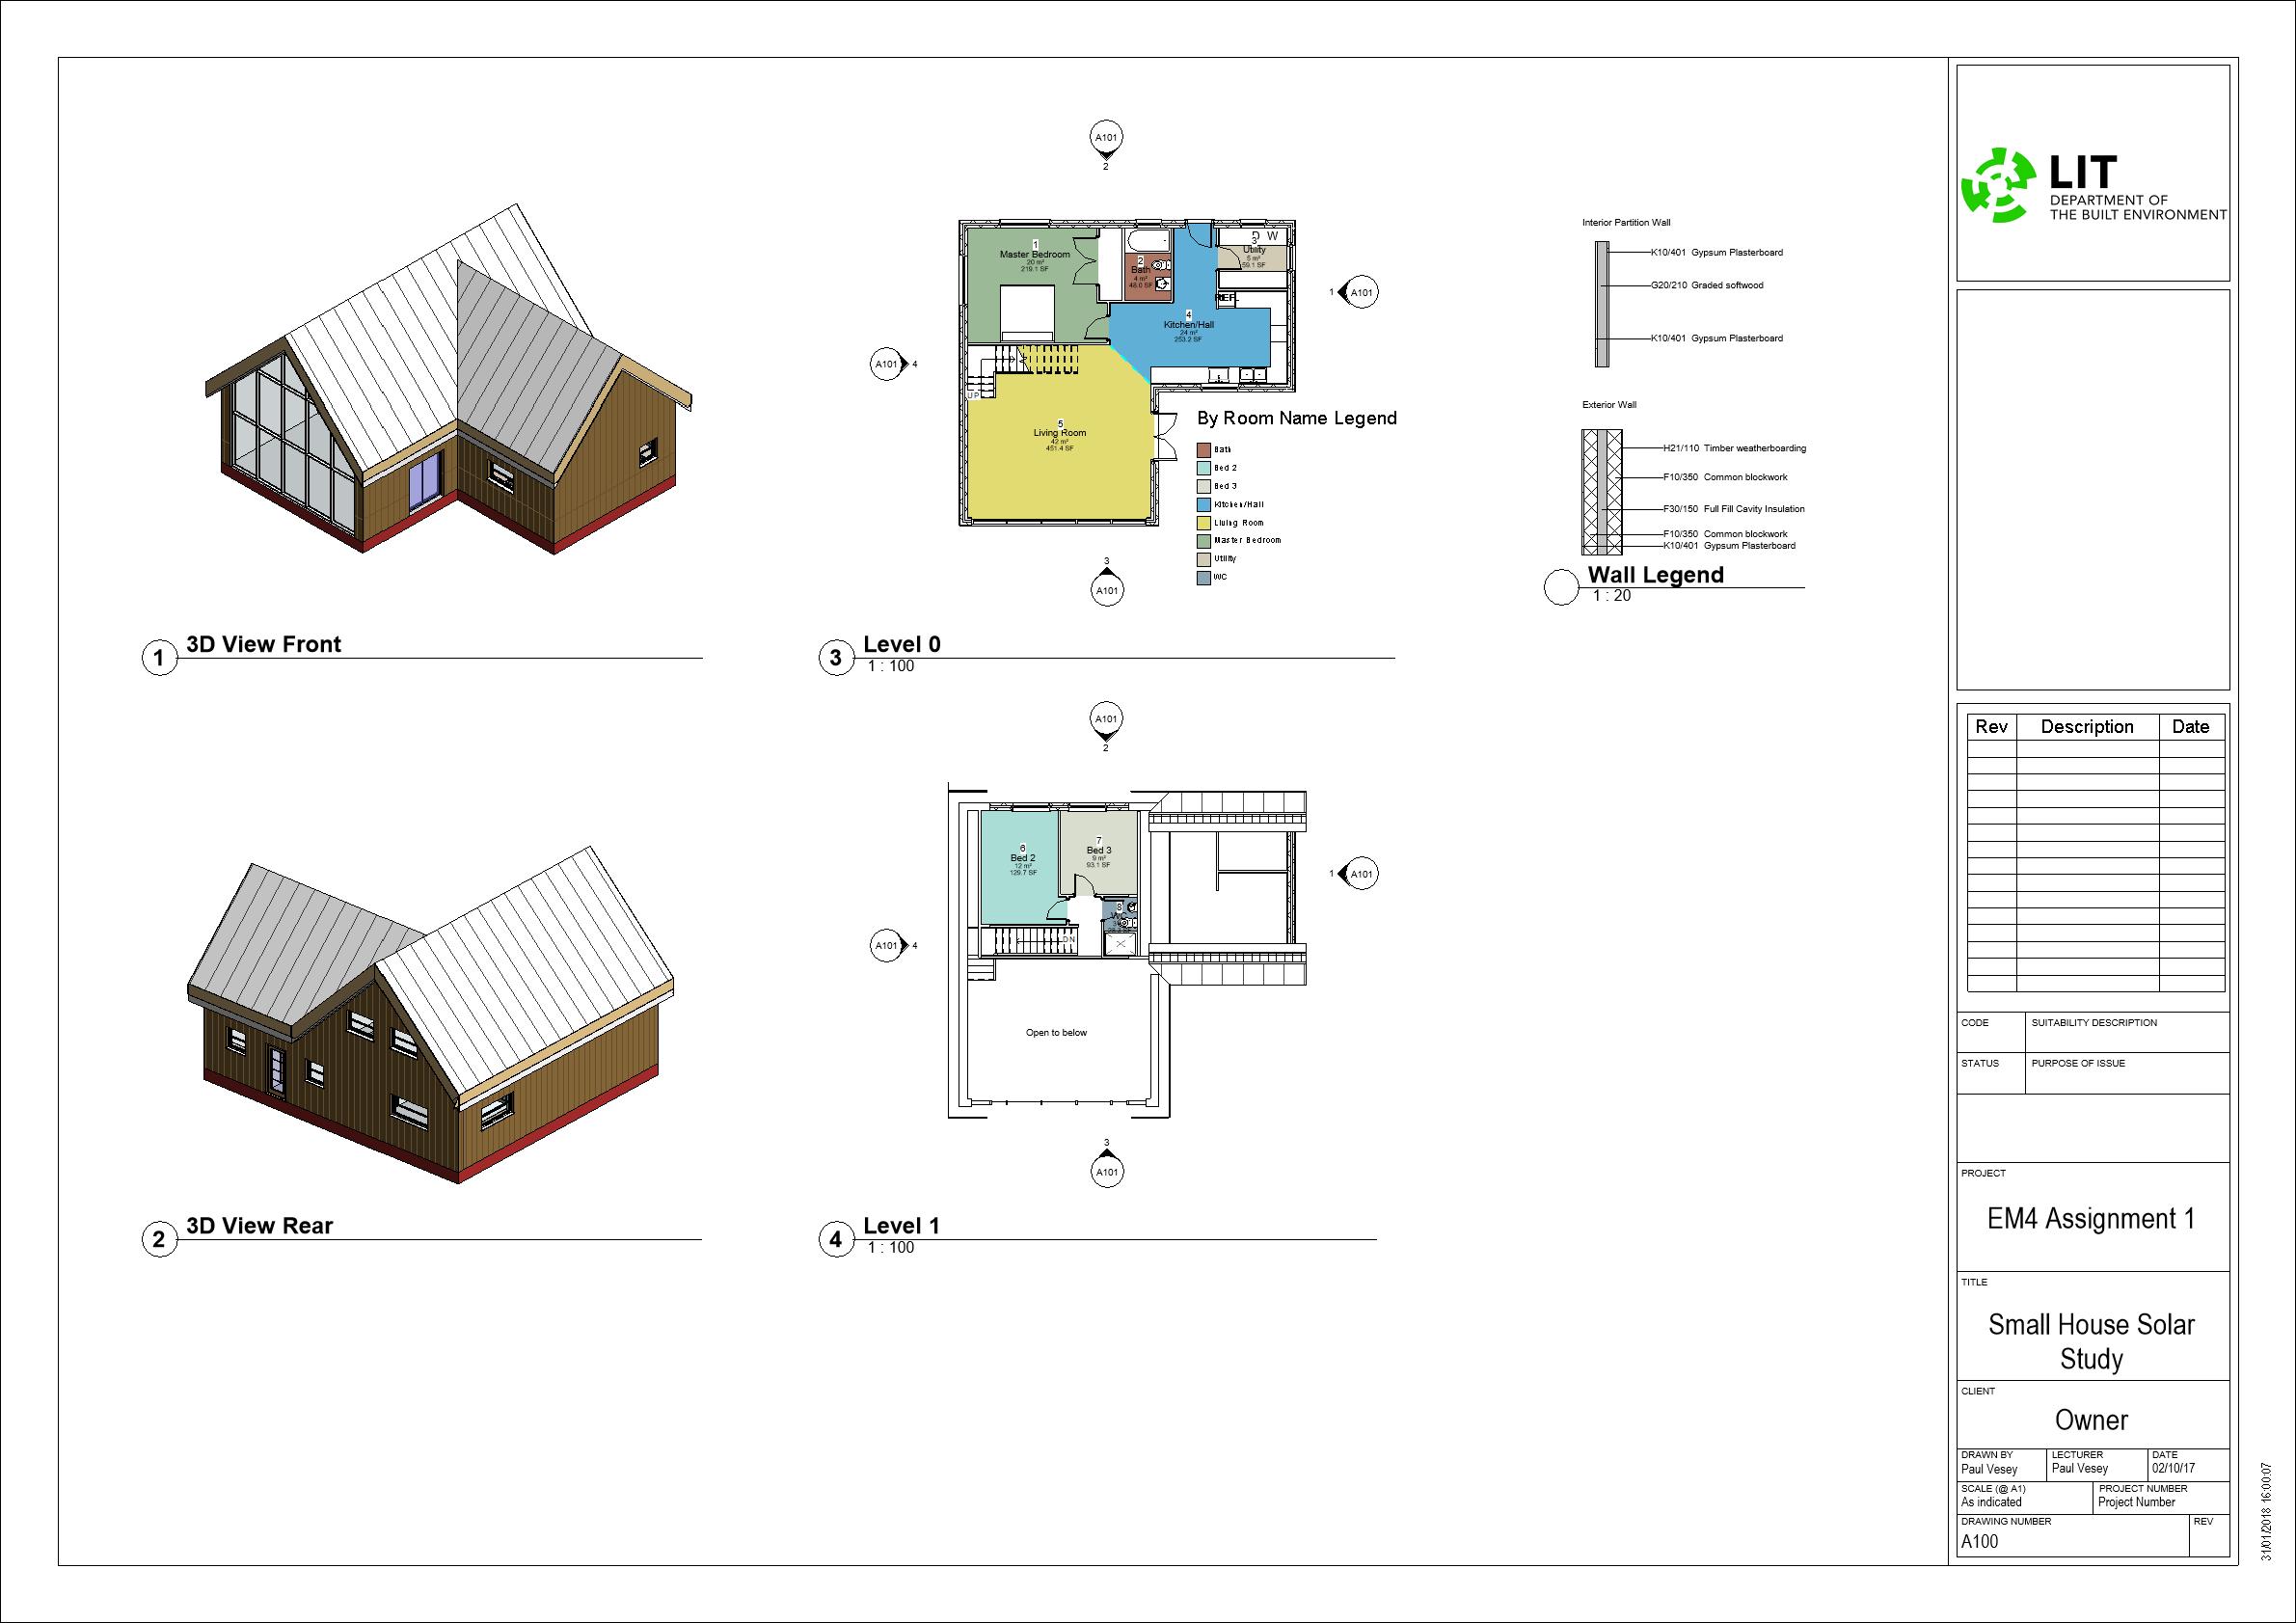 A101
2
1
Master Bedroom
20 m²
219.1 SF
2
Bath
4 m²
48.0 SF
3
D W
Utility
5 m²
59.1 SF
REF.
4
Kitchen/Hall
24 m²
253.2 SF
1 A101
A101 4
UP
5
Living Room
42 m²
451.4 SF
3
A101
By Room Name Legend
Bath
Bed 2
Bed 3
Kitchen/Hall
Living Room
Master Bedroom
Utility
WC
Interior Partition Wall
K10/401 Gypsum Plasterboard
G20/210 Graded softwood
K10/401 Gypsum Plasterboard
Exterior Wall
H21/110 Timber weatherboarding
F10/350 Common blockwork
F30/150 Full Fill Cavity Insulation
F10/350 Common blockwork
K10/401 Gypsum Plasterboard
Wall Legend
1 : 20
1 3D View Front
3 Level 0
1 : 100
A101
2
6
Bed 2
12 m²
129.7 SF
7
Bed 3
9 m²
93.1 SF
8
WC
DN
1 A101
A101 4
Open to below
3
A101
2 3D View Rear
4 Level 1
1 : 100
LIT
DEPARTMENT OF
THE BUILT ENVIRONMENT
Rev Description Date
CODE SUITABILITY DESCRIPTION
STATUS PURPOSE OF ISSUE
PROJECT
EM4 Assignment 1
TITLE
Small House Solar
Study
CLIENT
Owner
DRAWN BY LECTURER DATE
Paul Vesey Paul Vesey 02/10/17
SCALE (@ A1) PROJECT NUMBER
As indicated Project Number
DRAWING NUMBER REV
A100
31/01/2018 16:00:07